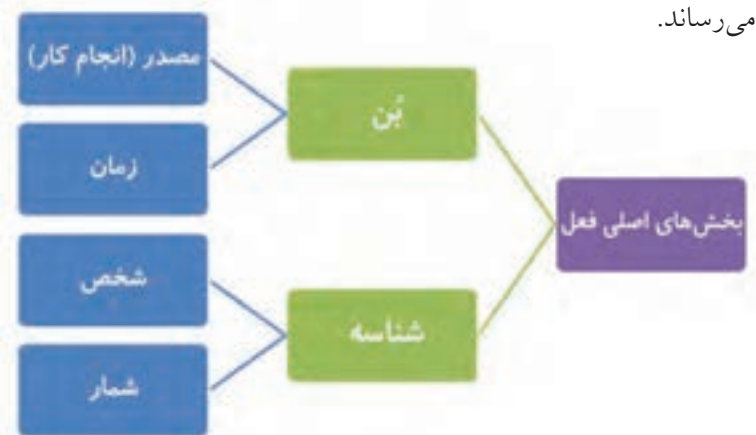 می‌رساند.
بخش‌های اصلی فعل
بُن
مصدر (انجام کار)
زمان
شناسه
شخص
شمار